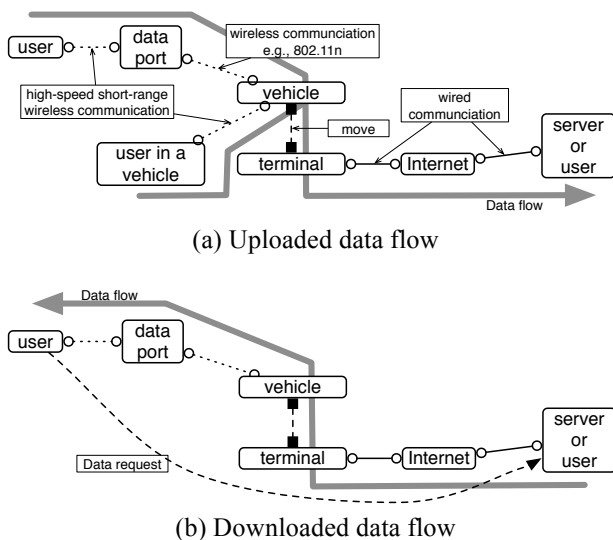 wireless communciation
e.g., 802.11n
user
data
port
high-speed short-range
wireless communication
vehicle
wired
communciation
move
user in a
vehicle
terminal
Internet
server
or
user
Data flow
(a) Uploaded data flow
Data flow
user
data
port
vehicle
server
or
user
terminal
Internet
Data request
(b) Downloaded data flow